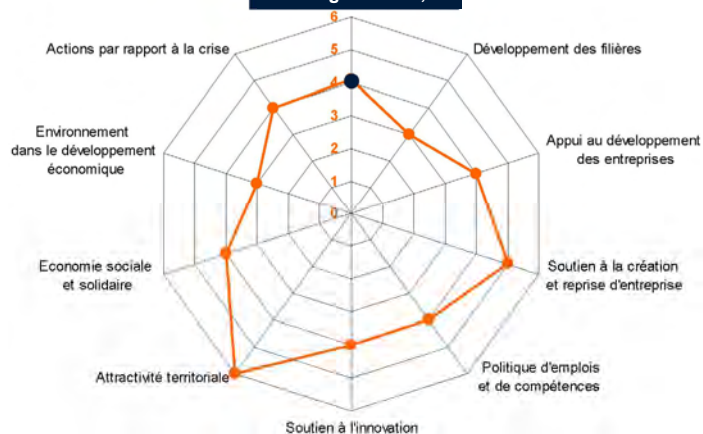 6
5
4
3
2
1
0
Développement des filières
Appui au développement
des entreprises
Soutien à la création
et reprise d'entreprise
Politique d'emplois
et de compétences
Soutien à l'innovation
Attractivité territoriale
Economie sociale
et solidaire
Environnement
dans le développement
économique
Actions par rapport à la crise